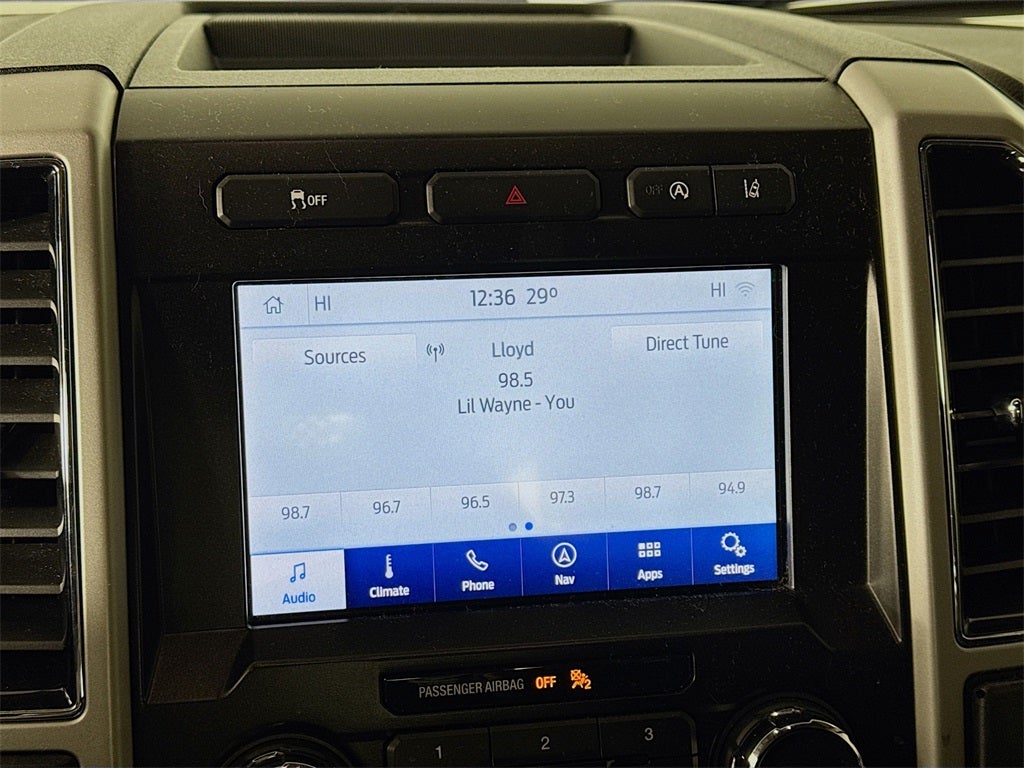 OFF
OFF A
HI 12:36 29° HI
Sources Lloyd Direct Tune
98.5
Lil Wayne - You
98.7 96.7 96.5 97.3 98.7 94.9
Audio Climate Phone Nav Apps Settings
PASSENGER AIRBAG OFF 2
1 2 3